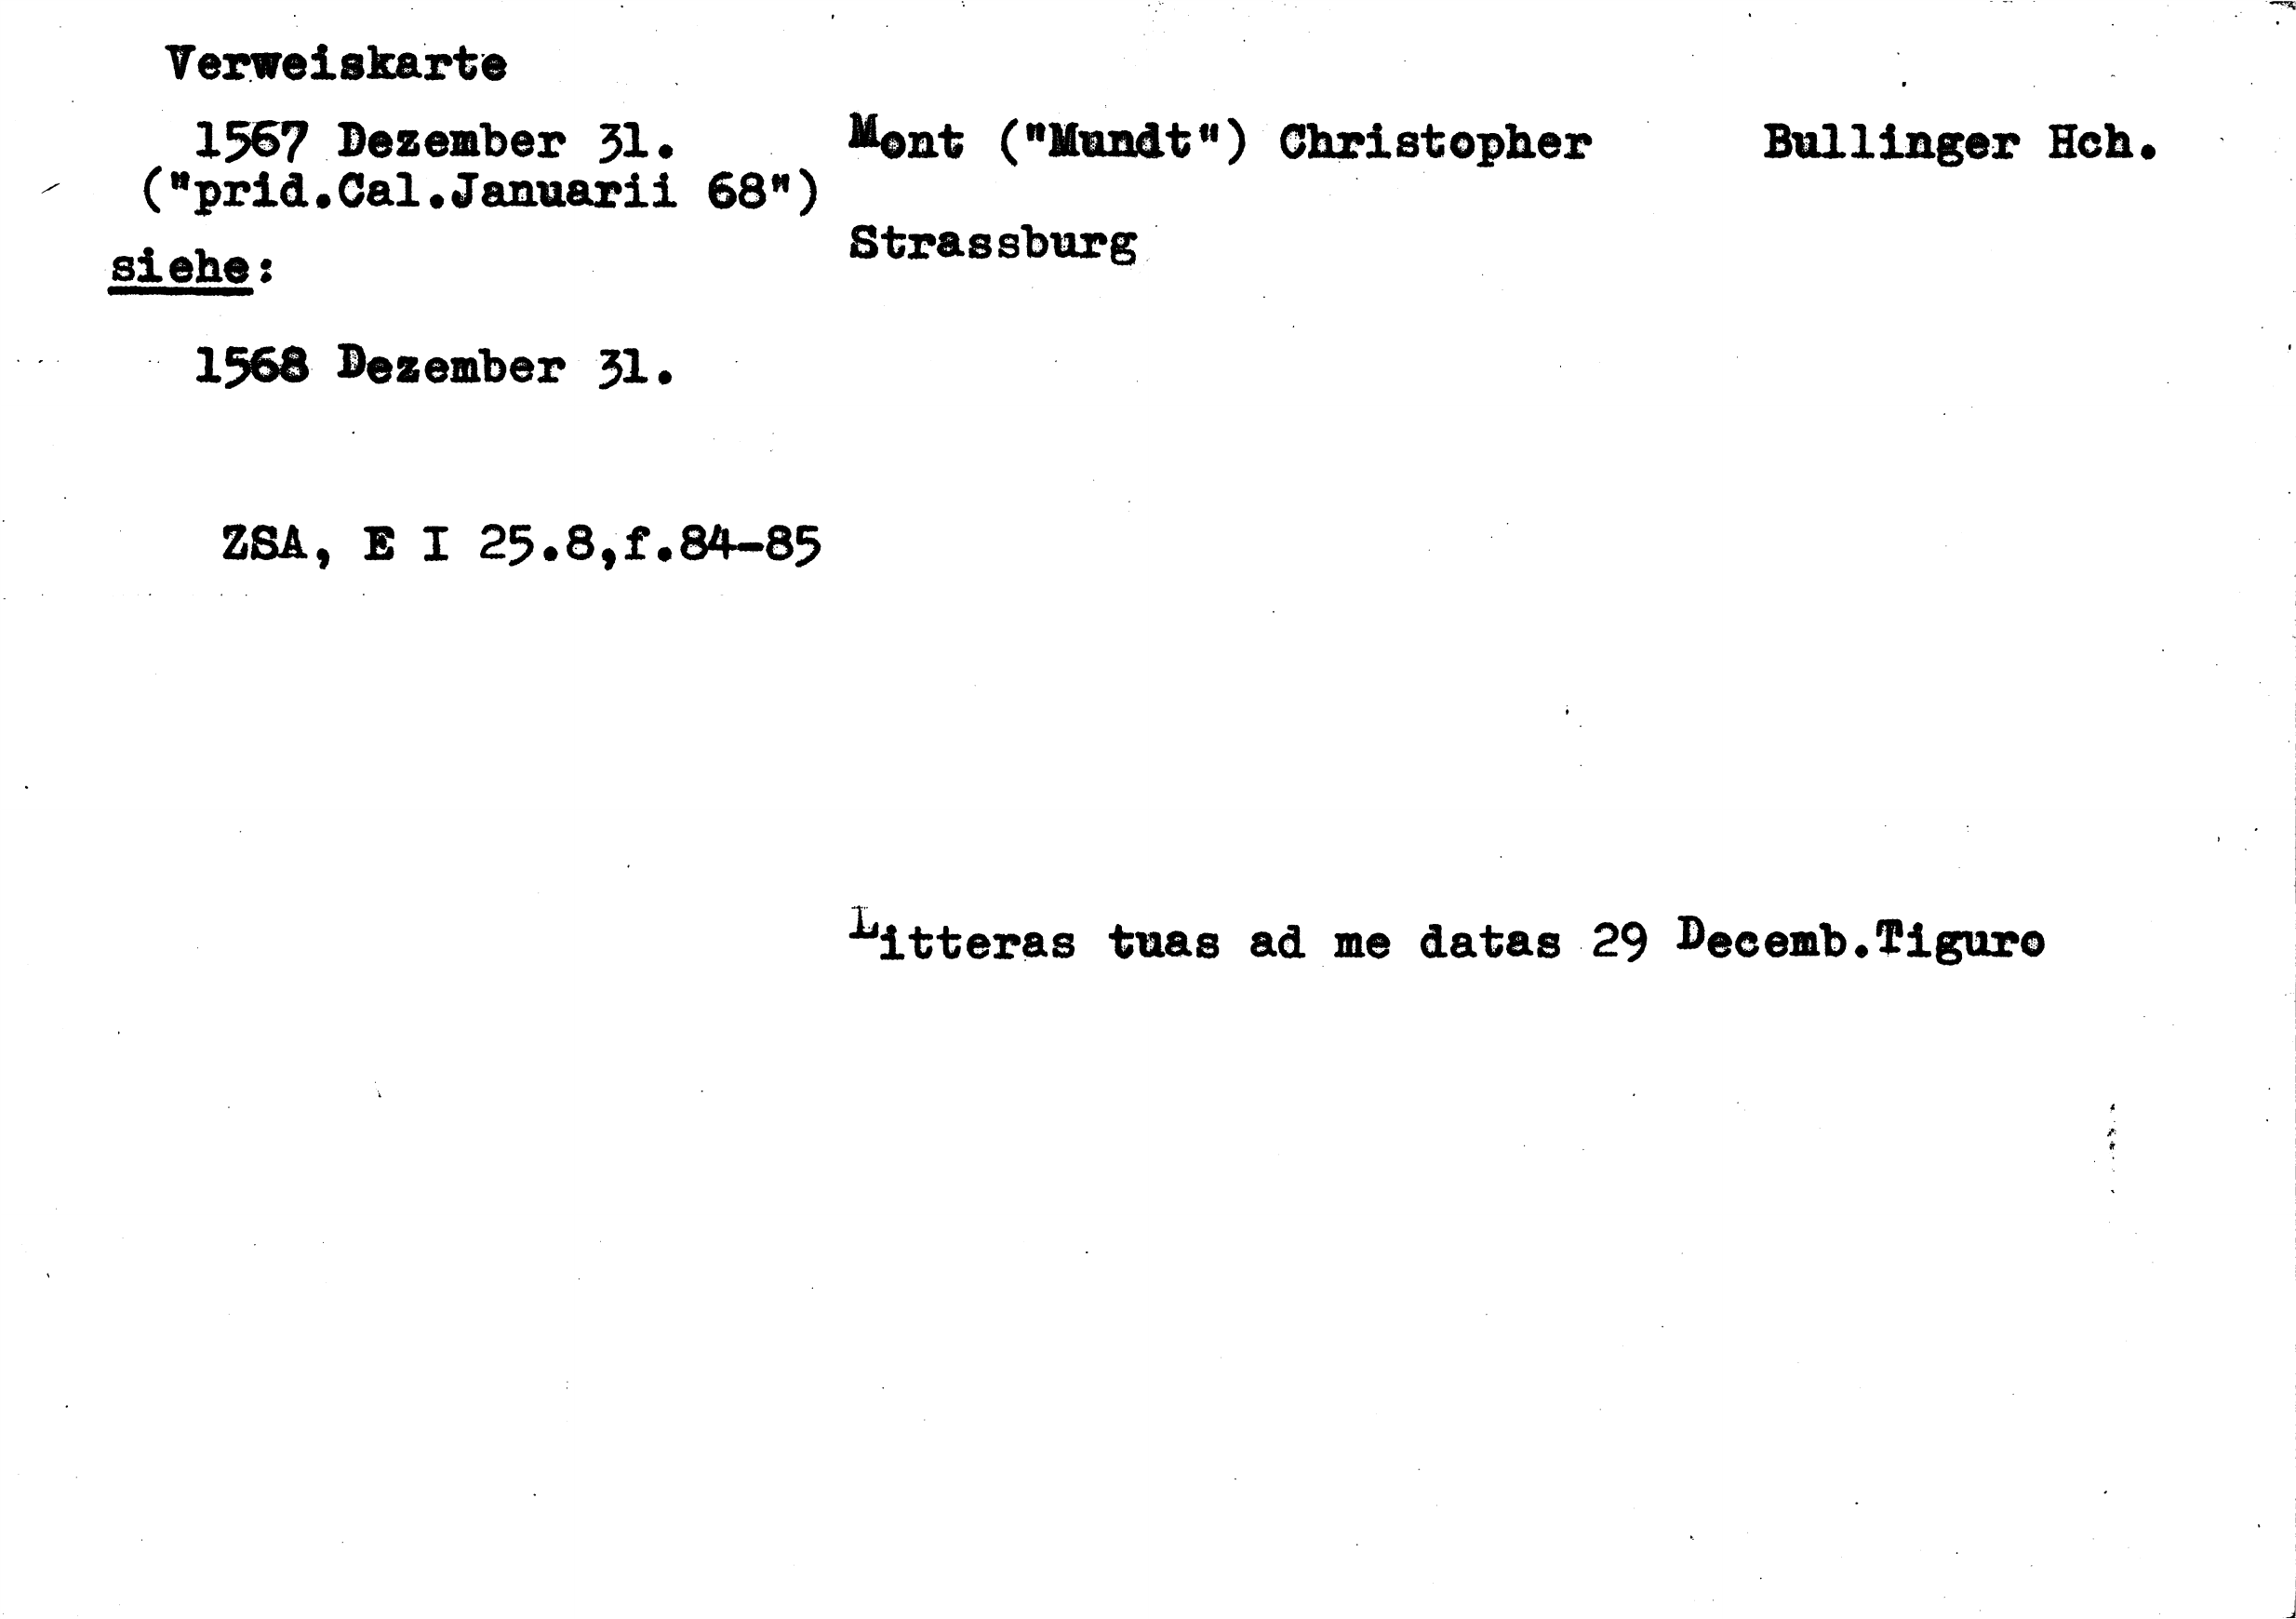 Verweiskarte
1567 Dezember 31. Mont ("Mundt") Christopher Bullinger Hch.
("prid.Cal.Januarii 68")
Strassburg
siehe:
1568 Dezember 31.
ZSA, E I 25.8,f.84-85
Litteras tuas ad me datas 29 Decemb.Tiguro